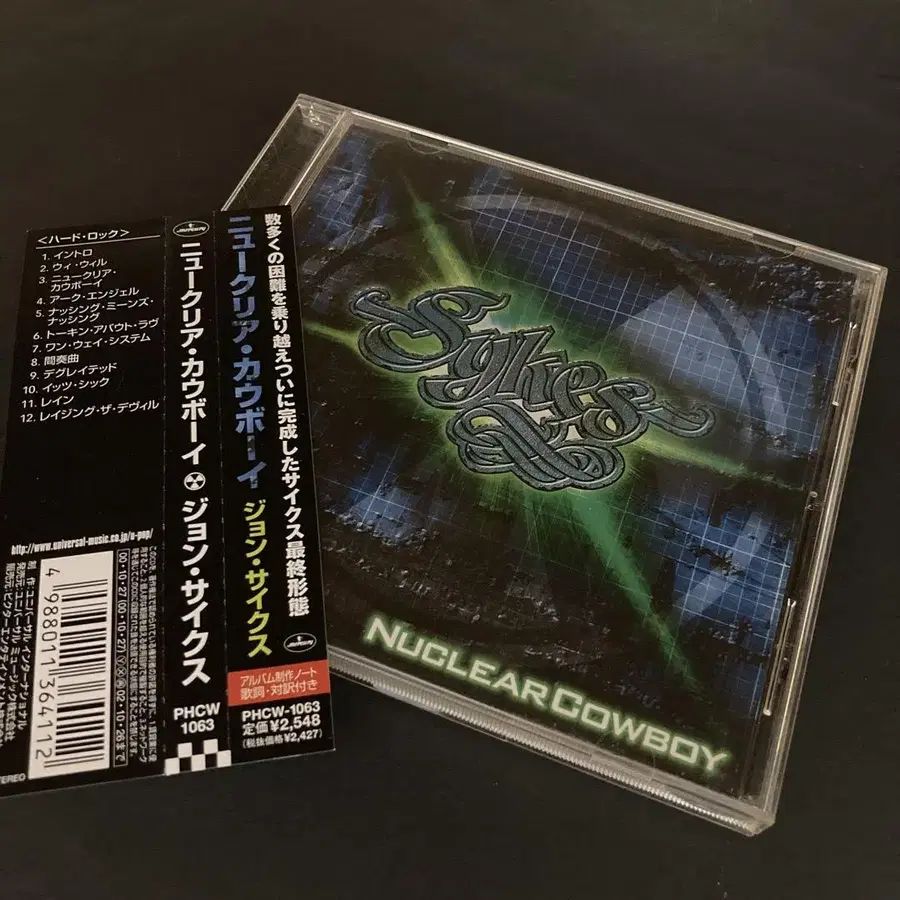 <ハード・ロック>
1. イントロ
2. ウィ・ウィル
3. ニュークリア・
カウボーイ
4. アーク・エンジェル
5. ナッシング・ミーンズ・
ナッシング
6. トーキン・アバウト・ラヴ
7. ワン・ウェイ・システム
8. 間奏曲
9. デグレイテッド
10. イッツ・シック
11. レイン
12. レイジング・ザ・デヴィル
http://www.universal-music.co.jp/u-pop/
00・10・27
02・10・26まで
4988011364112
ニュークリア・カウボーイ
ジョン・サイクス
PHCW
1063
数多くの困難を乗り越えついに完成したサイクス最終形態
ニュークリア・カウボーイ
ジョン・サイクス
アルバム制作ノート
歌詞・対訳付き
PHCW-1063
定価¥2,548
(税抜価格¥2,427)
Sykes
NUCLEAR COWBOY